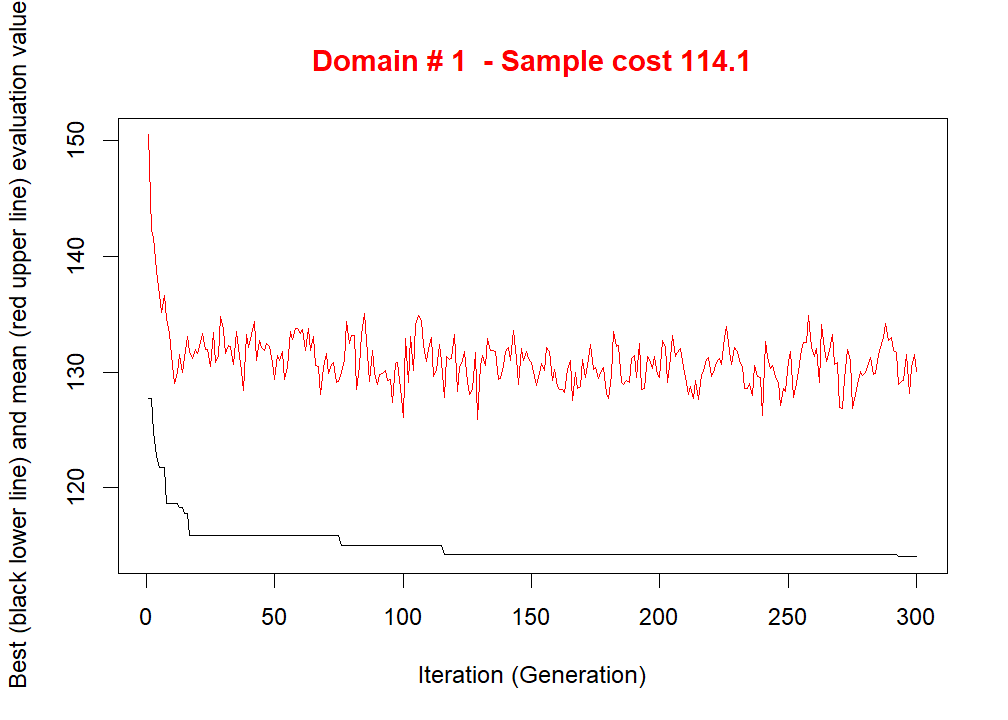 Domain # 1  - Sample cost 114.1
Best (black lower line) and mean (red upper line) evaluation value
150
140
130
120
0 50 100 150 200 250 300
Iteration (Generation)